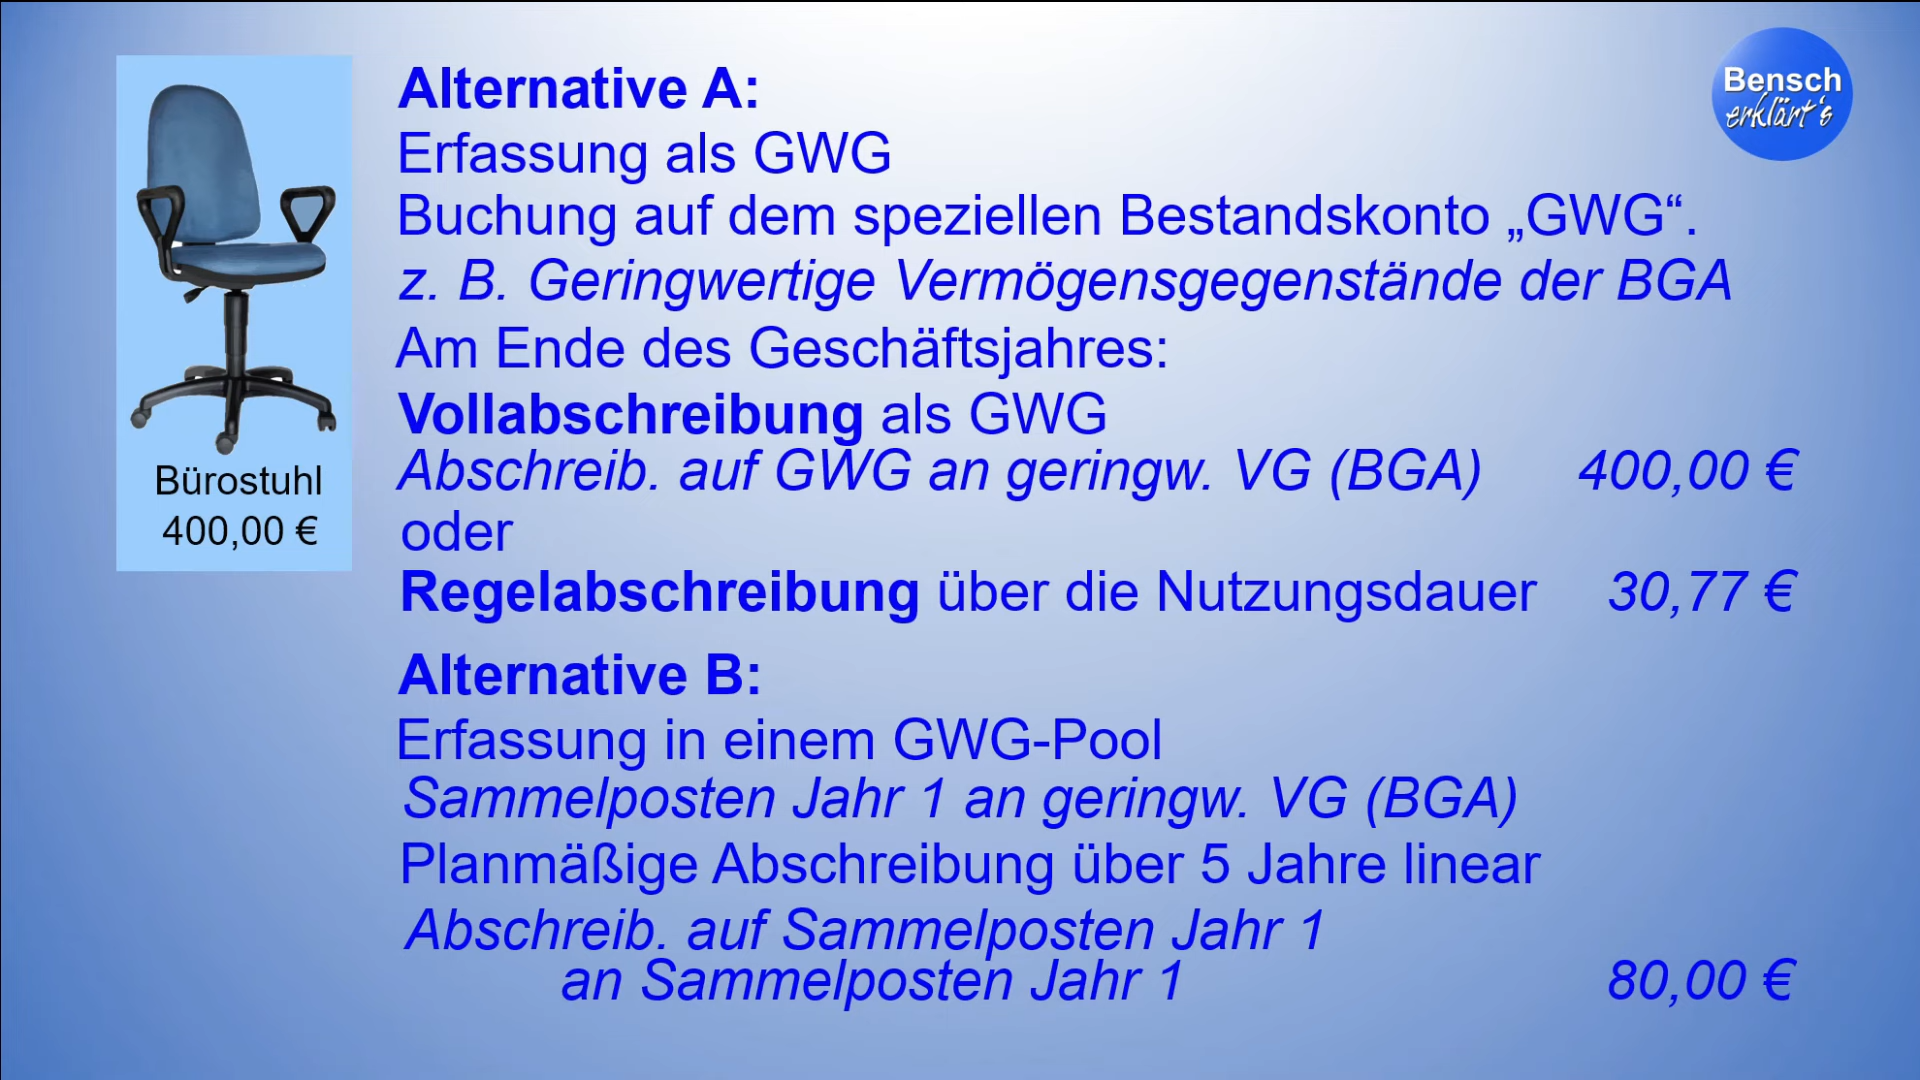 Bensch
erklärt's
Alternative A:
Erfassung als GWG
Buchung auf dem speziellen Bestandskonto „GWG“.
z. B. Geringwertige Vermögensgegenstände der BGA
Am Ende des Geschäftsjahres:
Vollabschreibung als GWG
Abschreib. auf GWG an geringw. VG (BGA) 400,00 €
oder
Regelabschreibung über die Nutzungsdauer 30,77 €
Bürostuhl
400,00 €
Alternative B:
Erfassung in einem GWG-Pool
Sammelposten Jahr 1 an geringw. VG (BGA)
Planmäßige Abschreibung über 5 Jahre linear
Abschreib. auf Sammelposten Jahr 1
an Sammelposten Jahr 1 80,00 €